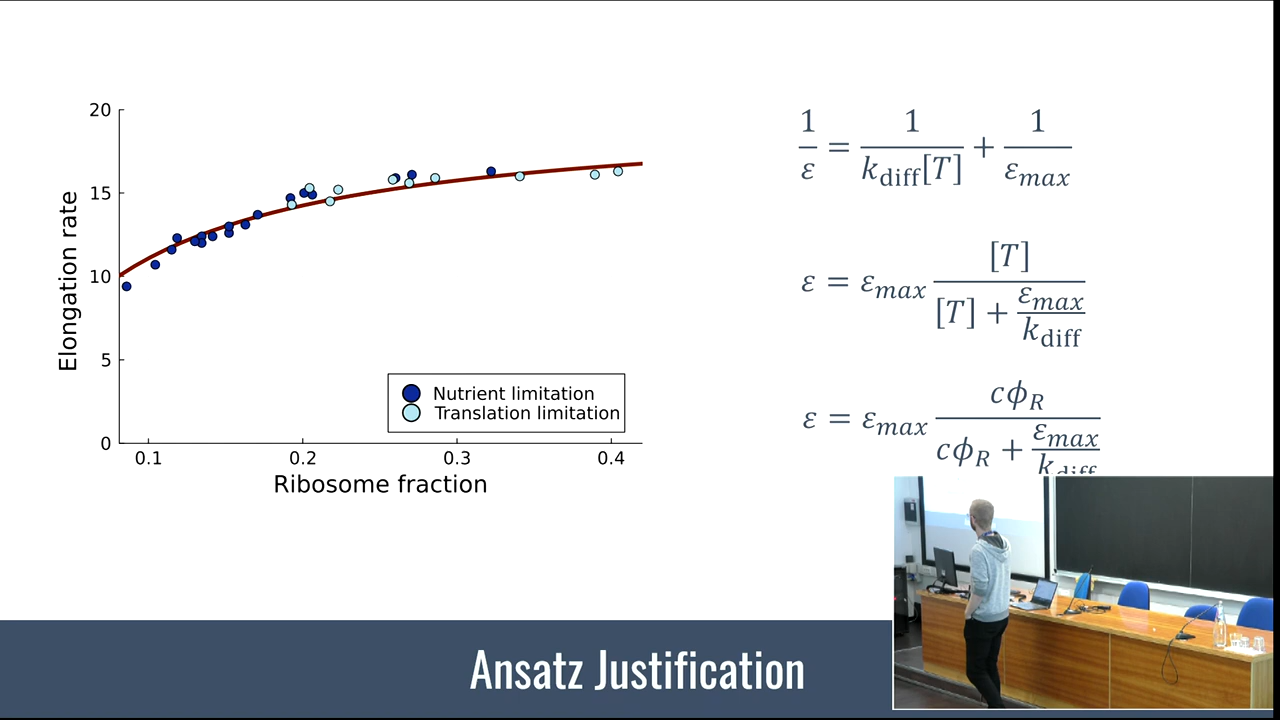 20
15
10
5
0
Elongation rate
0.1 0.2 0.3 0.4
Ribosome fraction
Nutrient limitation
Translation limitation
1/ε = 1/(k_diff[T]) + 1/ε_max
ε = ε_max [T]/([T] + ε_max/k_diff)
ε = ε_max cϕ_R/(cϕ_R + ε_max/k_diff)
Ansatz Justification